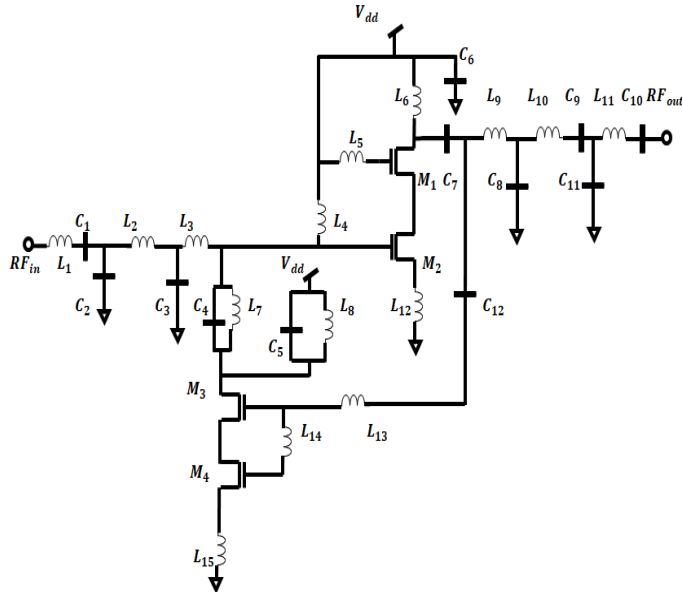 V_dd
C_6
L_6
L_9
L_10
C_9
L_11
C_10
RF_out
L_5
M_1
C_7
C_8
C_11
C_1
L_2
L_3
L_4
M_2
RF_in
L_1
V_dd
C_2
C_3
C_4
L_7
L_8
L_12
C_12
C_5
M_3
L_14
L_13
M_4
L_15